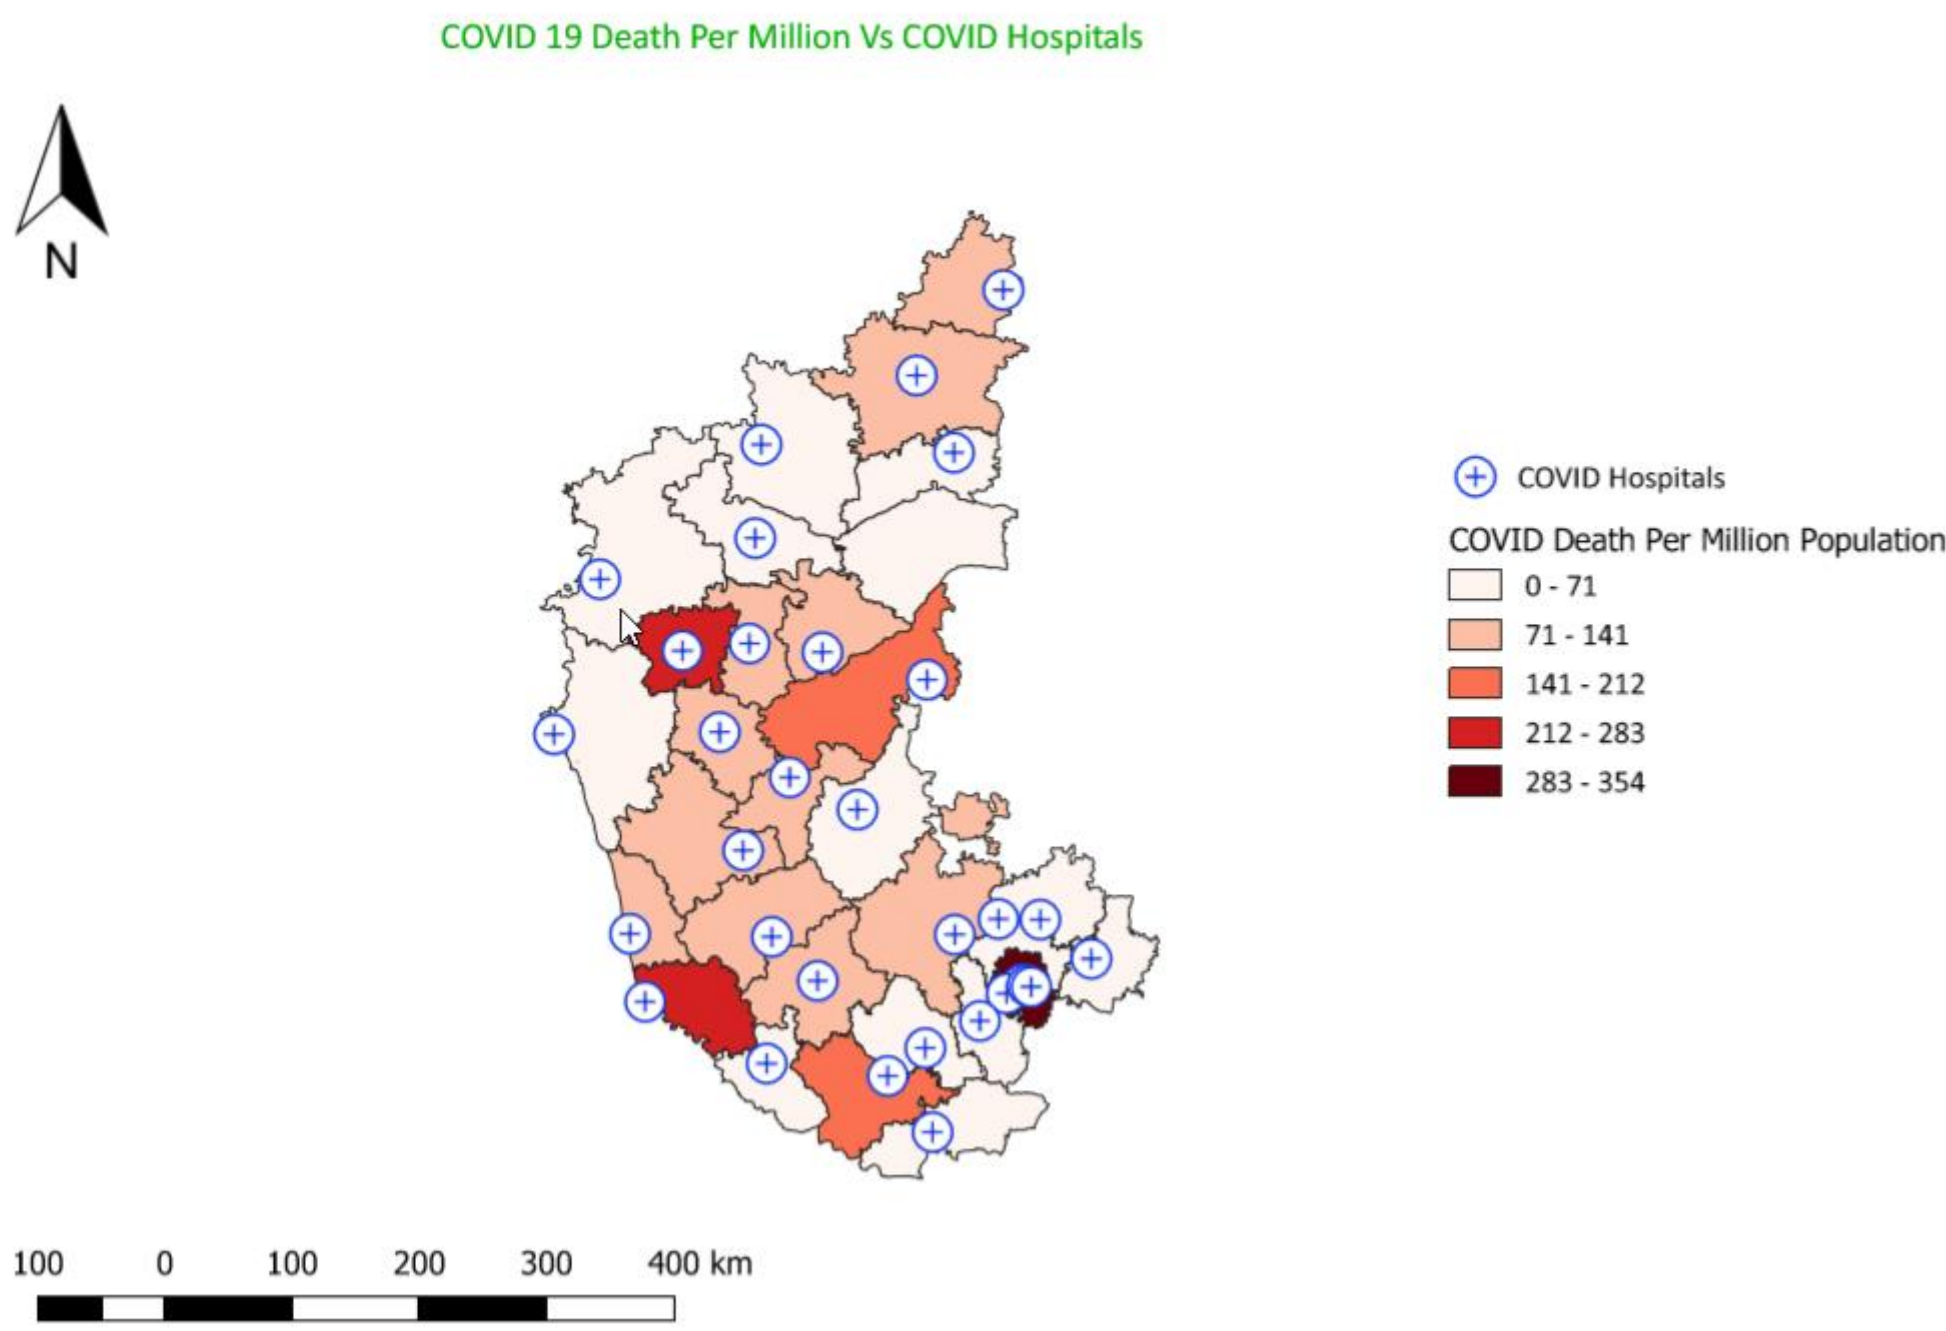 COVID 19 Death Per Million Vs COVID Hospitals
N
COVID Hospitals
COVID Death Per Million Population
0 - 71
71 - 141
141 - 212
212 - 283
283 - 354
100 0 100 200 300 400 km